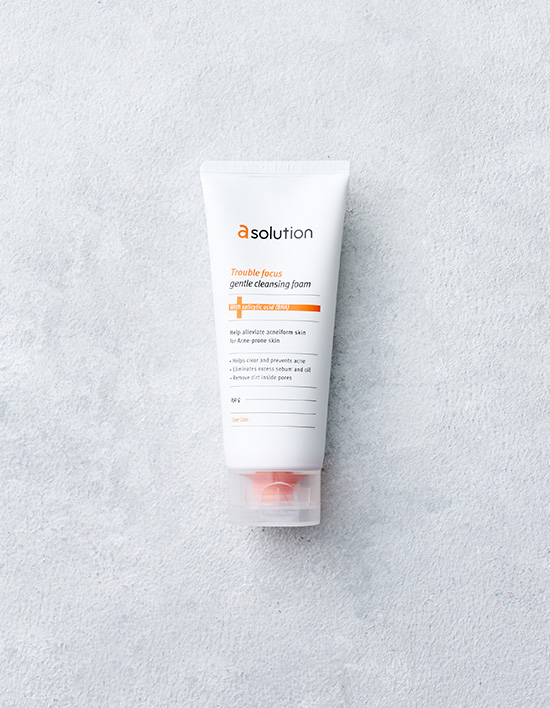 asolution
Trouble focus
gentle cleansing foam
with salicylic acid (BHA)
Help alleviate acneiform skin
for Acne-prone skin
• Helps clear and prevents acne
• Eliminates excess sebum and oil
• Remove dirt inside pores
150 g